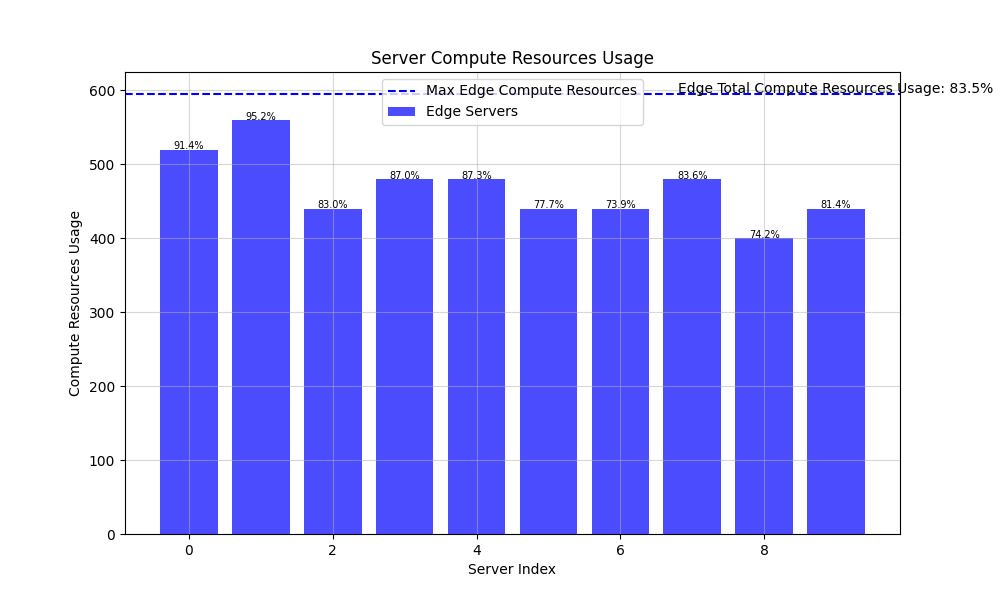 Server Compute Resources Usage
Max Edge Compute Resources
Edge Servers
Edge Total Compute Resources Usage: 83.5%
Compute Resources Usage
600
500
400
300
200
100
0
91.4%
95.2%
83.0%
87.0%
87.3%
77.7%
73.9%
83.6%
74.2%
81.4%
0 2 4 6 8
Server Index